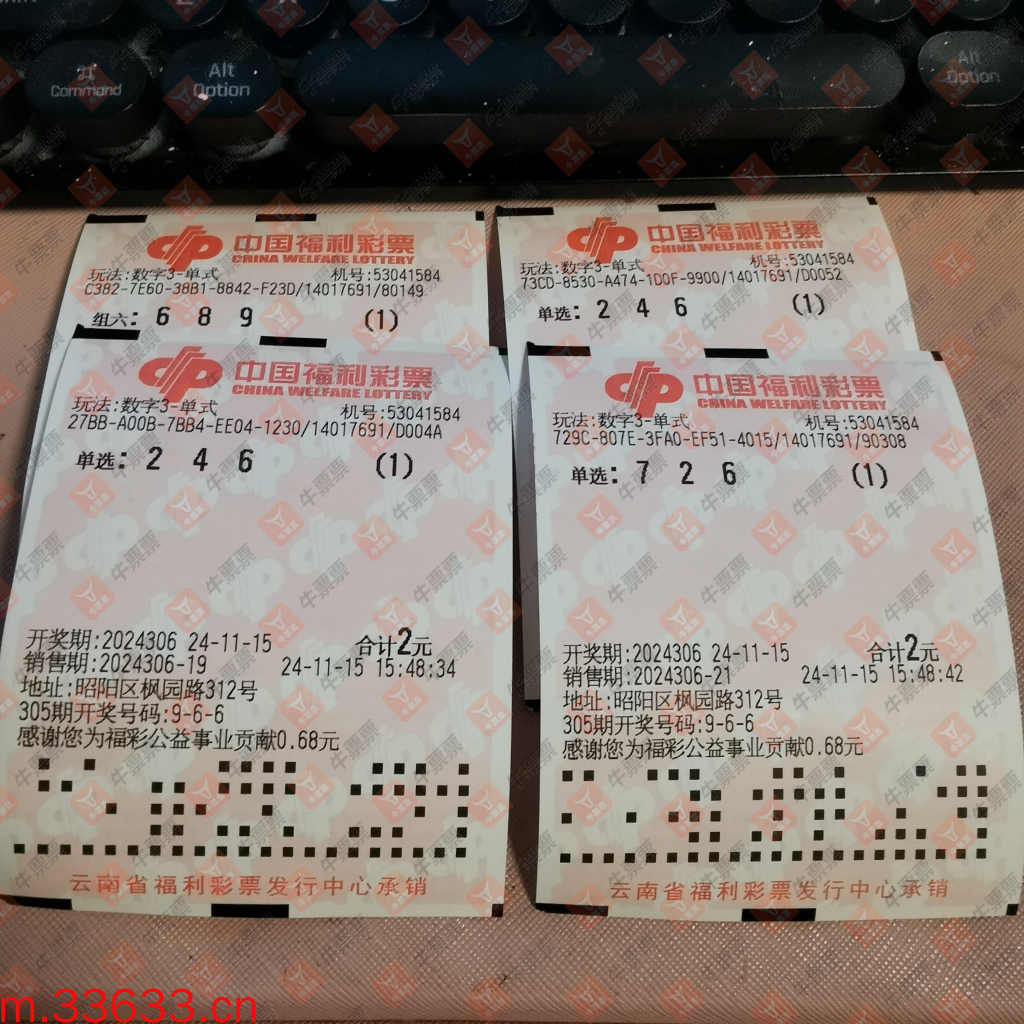 Command
Alt
Option
Alt
Option
中国福利彩票
CHINA WELFARE LOTTERY
玩法:数字3-单式 机号:53041584
C382-7E60-38B1-8842-F23D/14017691/80149
组六: 6 8 9 (1)
中国福利彩票
CHINA WELFARE LOTTERY
玩法:数字3-单式 机号:53041584
73CD-8530-A474-1D0F-9900/14017691/D0052
单选: 2 4 6 (1)
中国福利彩票
CHINA WELFARE LOTTERY
玩法:数字3-单式 机号:53041584
27BB-A00B-7BB4-EE04-1230/14017691/D004A
单选: 2 4 6 (1)
开奖期:2024306 24-11-15 合计2元
销售期:2024306-19 24-11-15 15:48:34
地址:昭阳区枫园路312号
305期开奖号码:9-6-6
感谢您为福彩公益事业贡献0.68元
云南省福利彩票发行中心承销
中国福利彩票
CHINA WELFARE LOTTERY
玩法:数字3-单式 机号:53041584
729C-807E-3FA0-EF51-4015/14017691/90308
单选: 7 2 6 (1)
开奖期:2024306 24-11-15 合计2元
销售期:2024306-21 24-11-15 15:48:42
地址:昭阳区枫园路312号
305期开奖号码:9-6-6
感谢您为福彩公益事业贡献0.68元
云南省福利彩票发行中心承销
牛票票
m.33633.cn